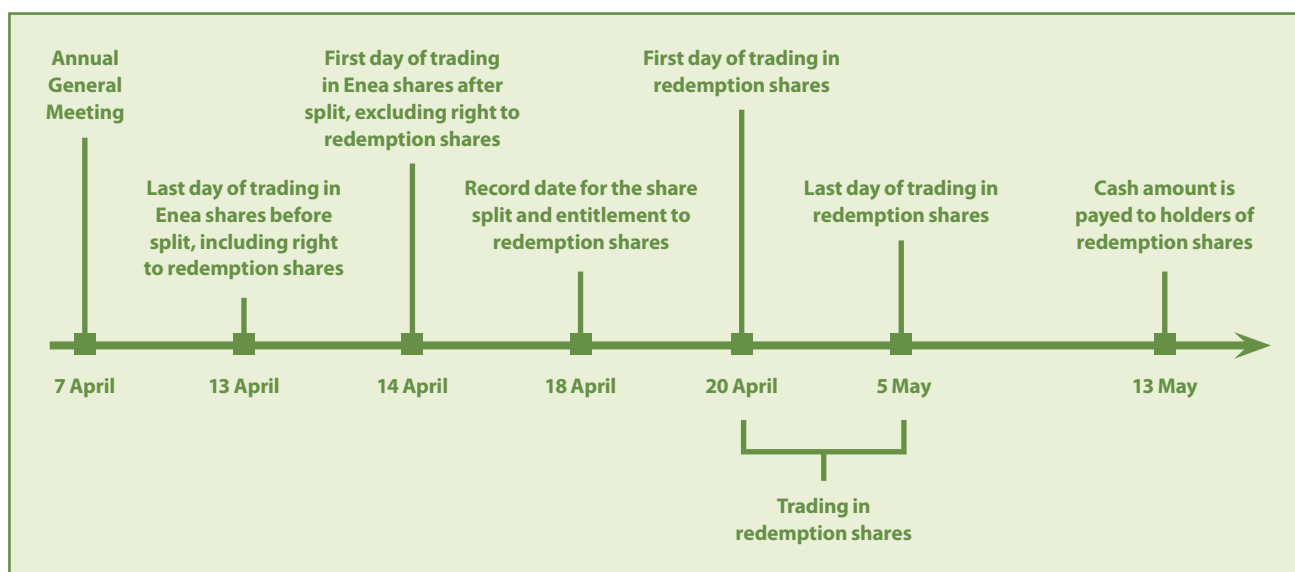 Annual
General
Meeting
Last day of trading in
Enea shares before
split, including right
to redemption shares
First day of trading
in Enea shares after
split, excluding right to
redemption shares
Record date for the share
split and entitlement to
redemption shares
First day of trading in
redemption shares
Last day of trading in
redemption shares
Cash amount is
payed to holders of
redemption shares
7 April
13 April
14 April
18 April
20 April
5 May
13 May
Trading in
redemption shares